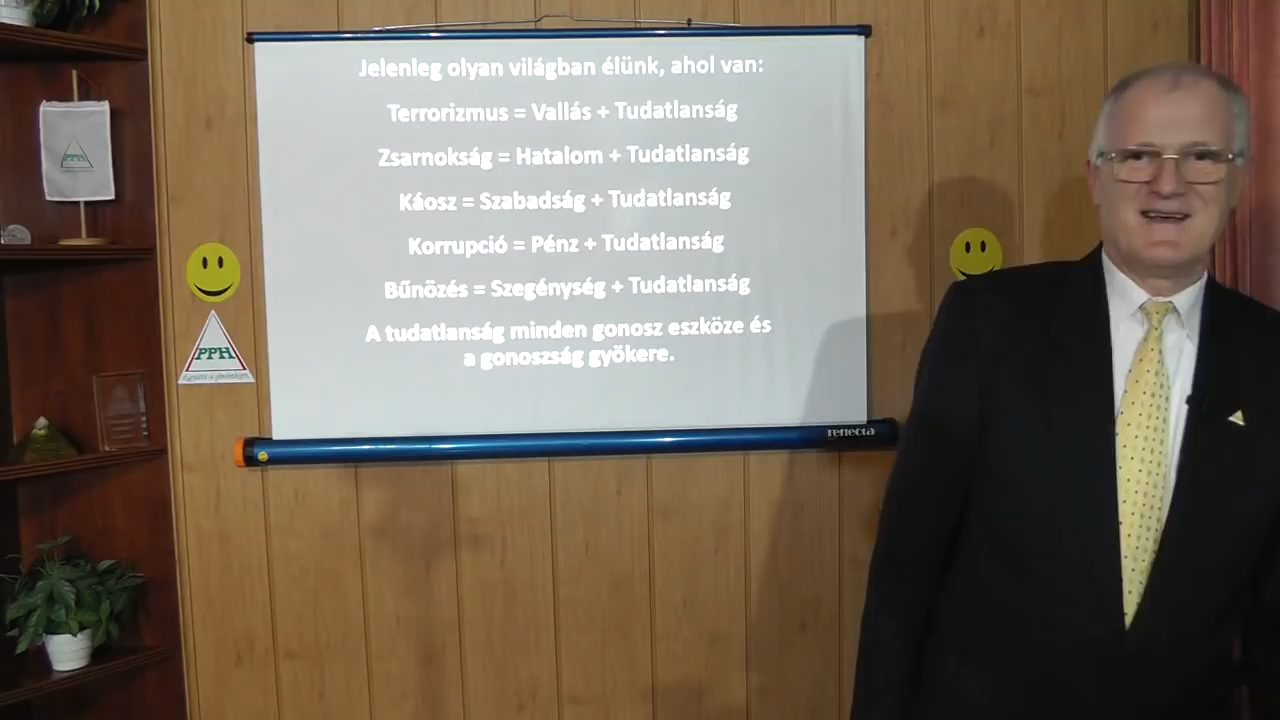 Jelenleg olyan világban élünk, ahol van:
Terrorizmus = Vallás + Tudatlanság
Zsarnokság = Hatalom + Tudatlanság
Káosz = Szabadság + Tudatlanság
Korrupció = Pénz + Tudatlanság
Bűnözés = Szegénység + Tudatlanság
A tudatlanság minden gonosz eszköze és
a gonoszság gyökere.
reflecta
PPH
PPH